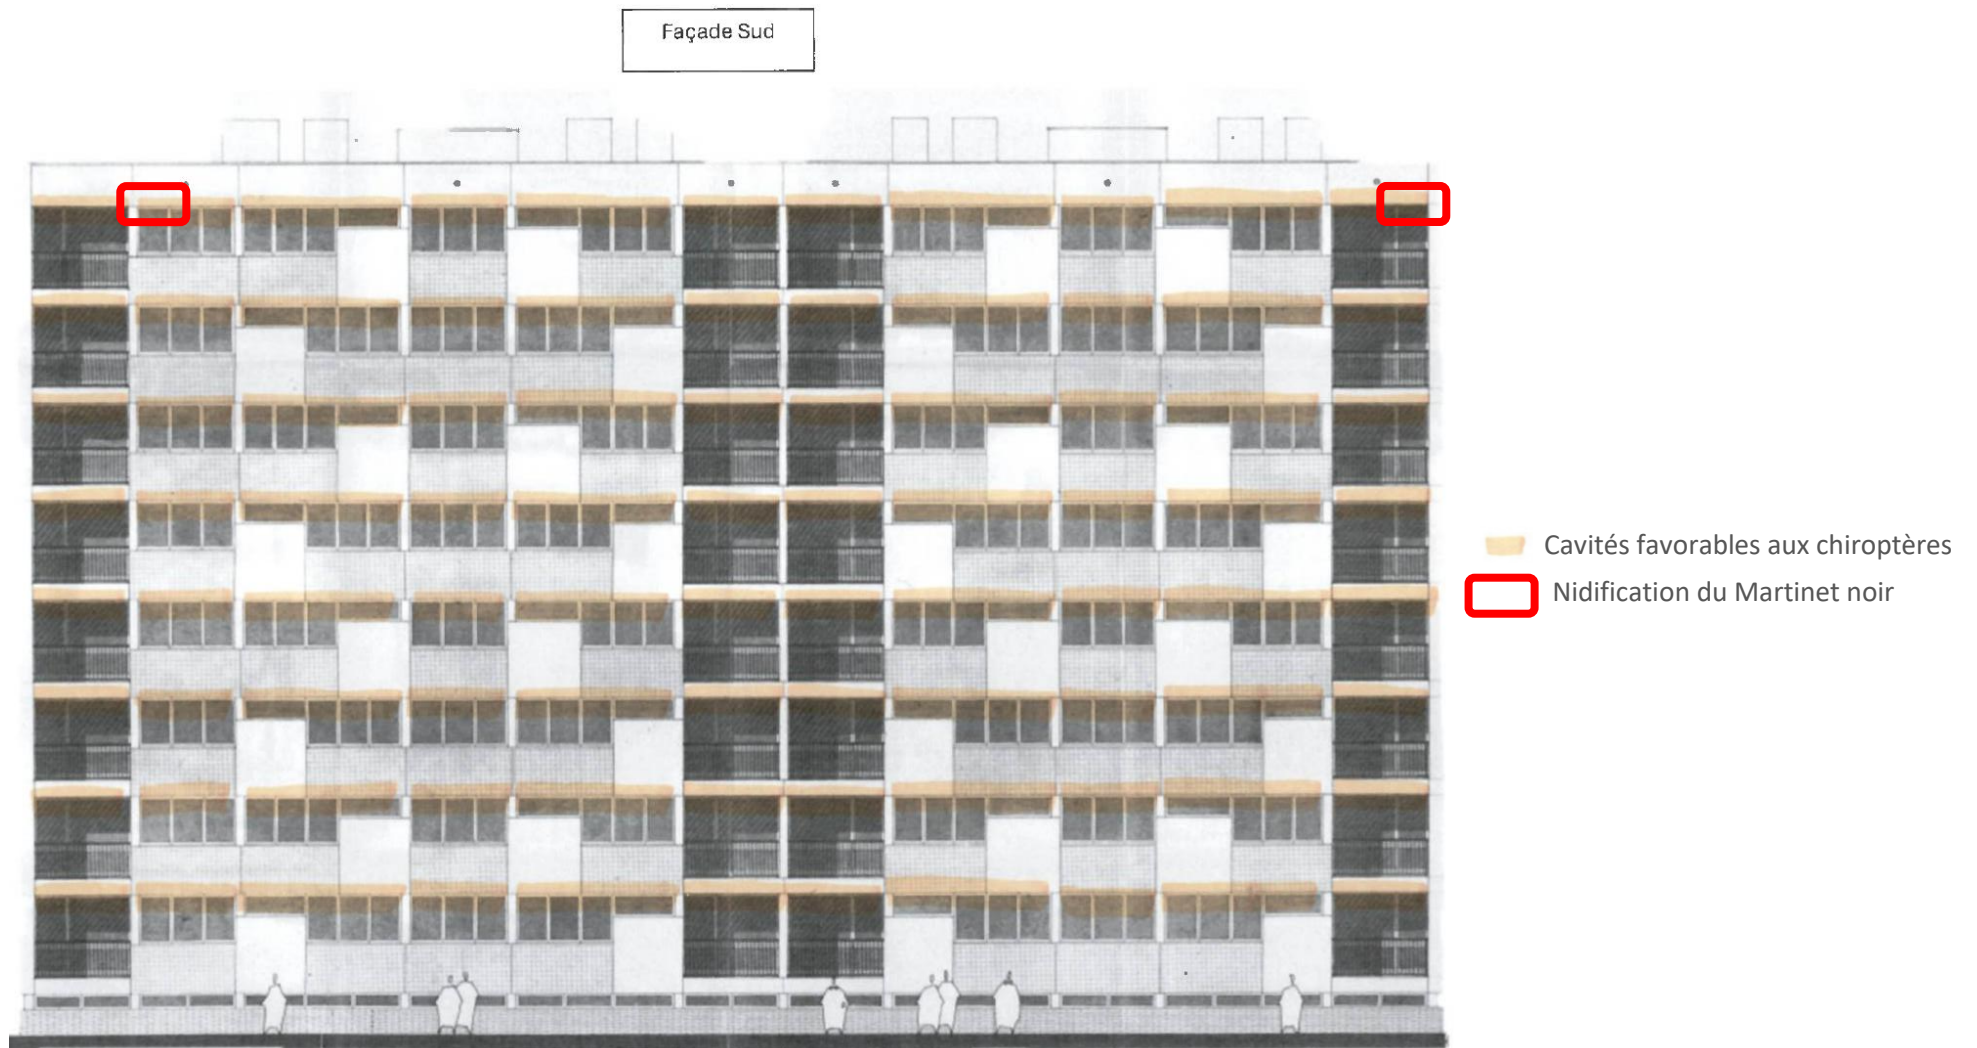 Façade Sud
Cavités favorables aux chiroptères
Nidification du Martinet noir